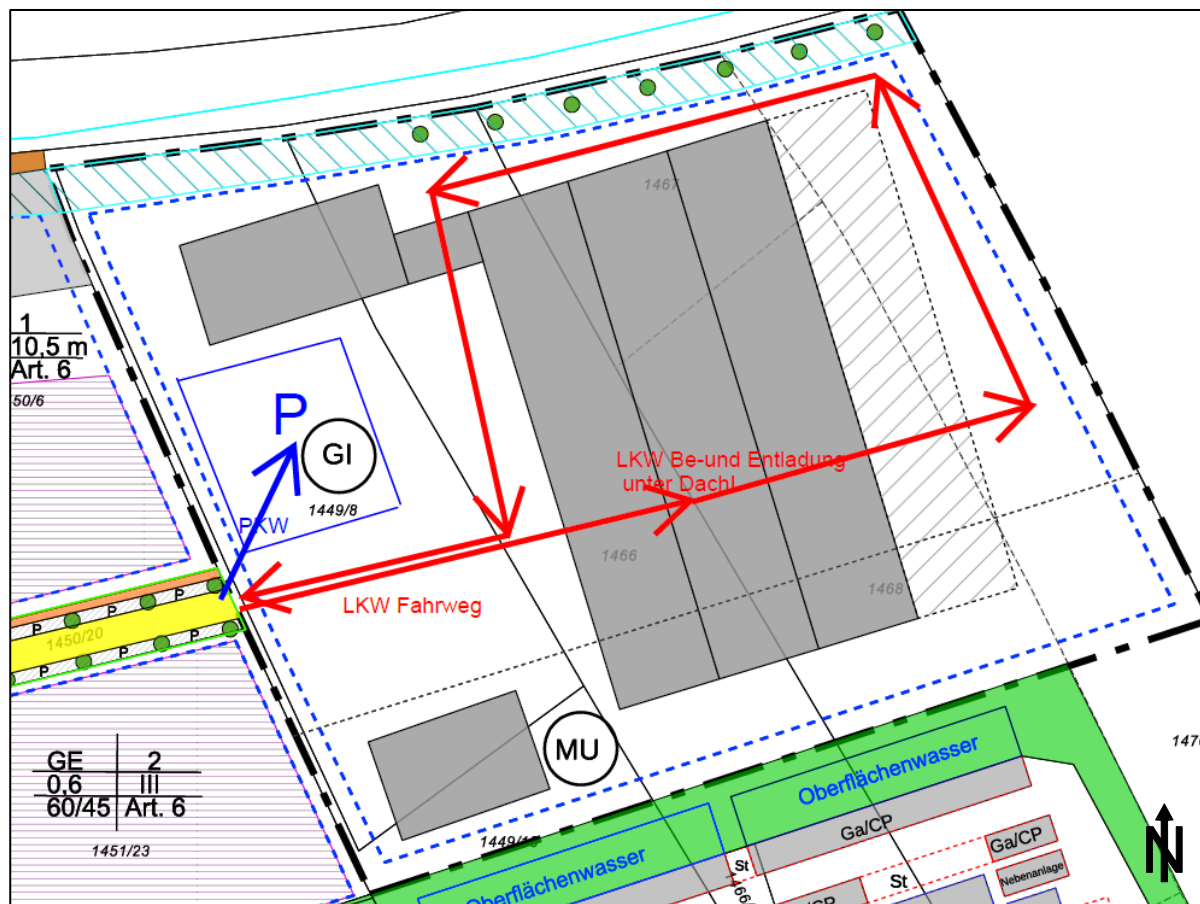 1467
1
10,5 m
Art. 6
50/6
P
GI
LKW Be-und Entladung
unter Dach!
1449/8
PKW
1466
1468
LKW Fahrweg
P
P
P
1450/20
P
P
P
MU
GE 2
0,6 III
60/45 Art. 6
1451/23
Oberflächenwasser
Ga/CP
1449/
Ga/CP
St
St
Nebenanlage
Oberflächenwasser
N